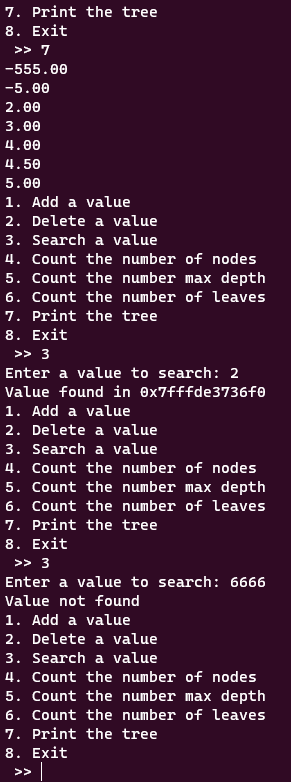 7. Print the tree
8. Exit
 >> 7
-555.00
-5.00
2.00
3.00
4.00
4.50
5.00
1. Add a value
2. Delete a value
3. Search a value
4. Count the number of nodes
5. Count the number max depth
6. Count the number of leaves
7. Print the tree
8. Exit
 >> 3
Enter a value to search: 2
Value found in 0x7fffde3736f0
1. Add a value
2. Delete a value
3. Search a value
4. Count the number of nodes
5. Count the number max depth
6. Count the number of leaves
7. Print the tree
8. Exit
 >> 3
Enter a value to search: 6666
Value not found
1. Add a value
2. Delete a value
3. Search a value
4. Count the number of nodes
5. Count the number max depth
6. Count the number of leaves
7. Print the tree
8. Exit
 >>